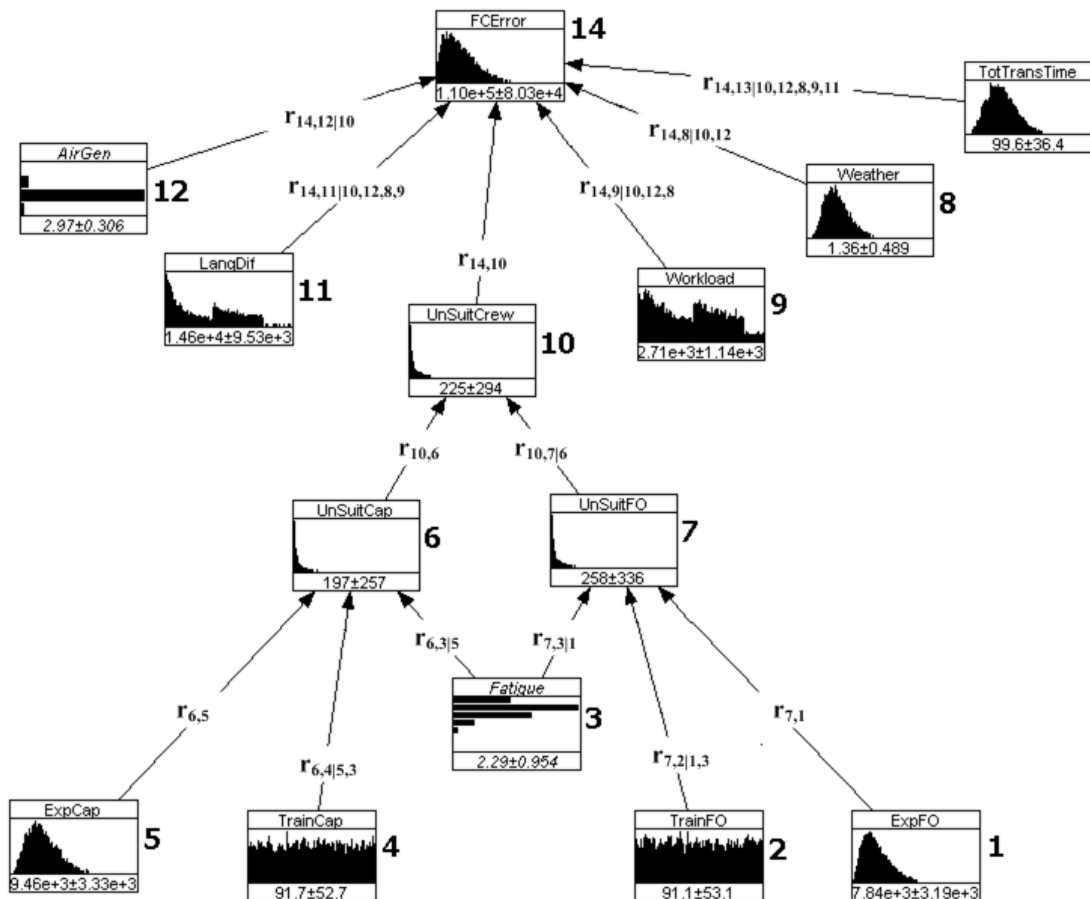 FCError
14
1.10e+5±8.03e+4
TotTransTime
r14,13|10,12,8,9,11
99.6±36.4
r14,12|10
r14,8|10,12
AirGen
12
2.97±0.306
Weather
8
1.36±0.489
r14,11|10,12,8,9
r14,9|10,12,8
LangDif
11
1.46e+4±9.53e+3
r14,10
Workload
9
2.71e+3±1.14e+3
UnSuitCrew
10
225±294
r10,6
r10,7|6
UnSuitCap
6
197±257
UnSuitFO
7
258±336
r6,3|5
r7,3|1
Fatigue
3
2.29±0.954
r6,5
r7,1
r6,4|5,3
r7,2|1,3
ExpCap
5
9.46e+3±3.33e+3
TrainCap
4
91.7±52.7
TrainFO
2
91.1±53.1
ExpFO
1
7.84e+3±3.19e+3